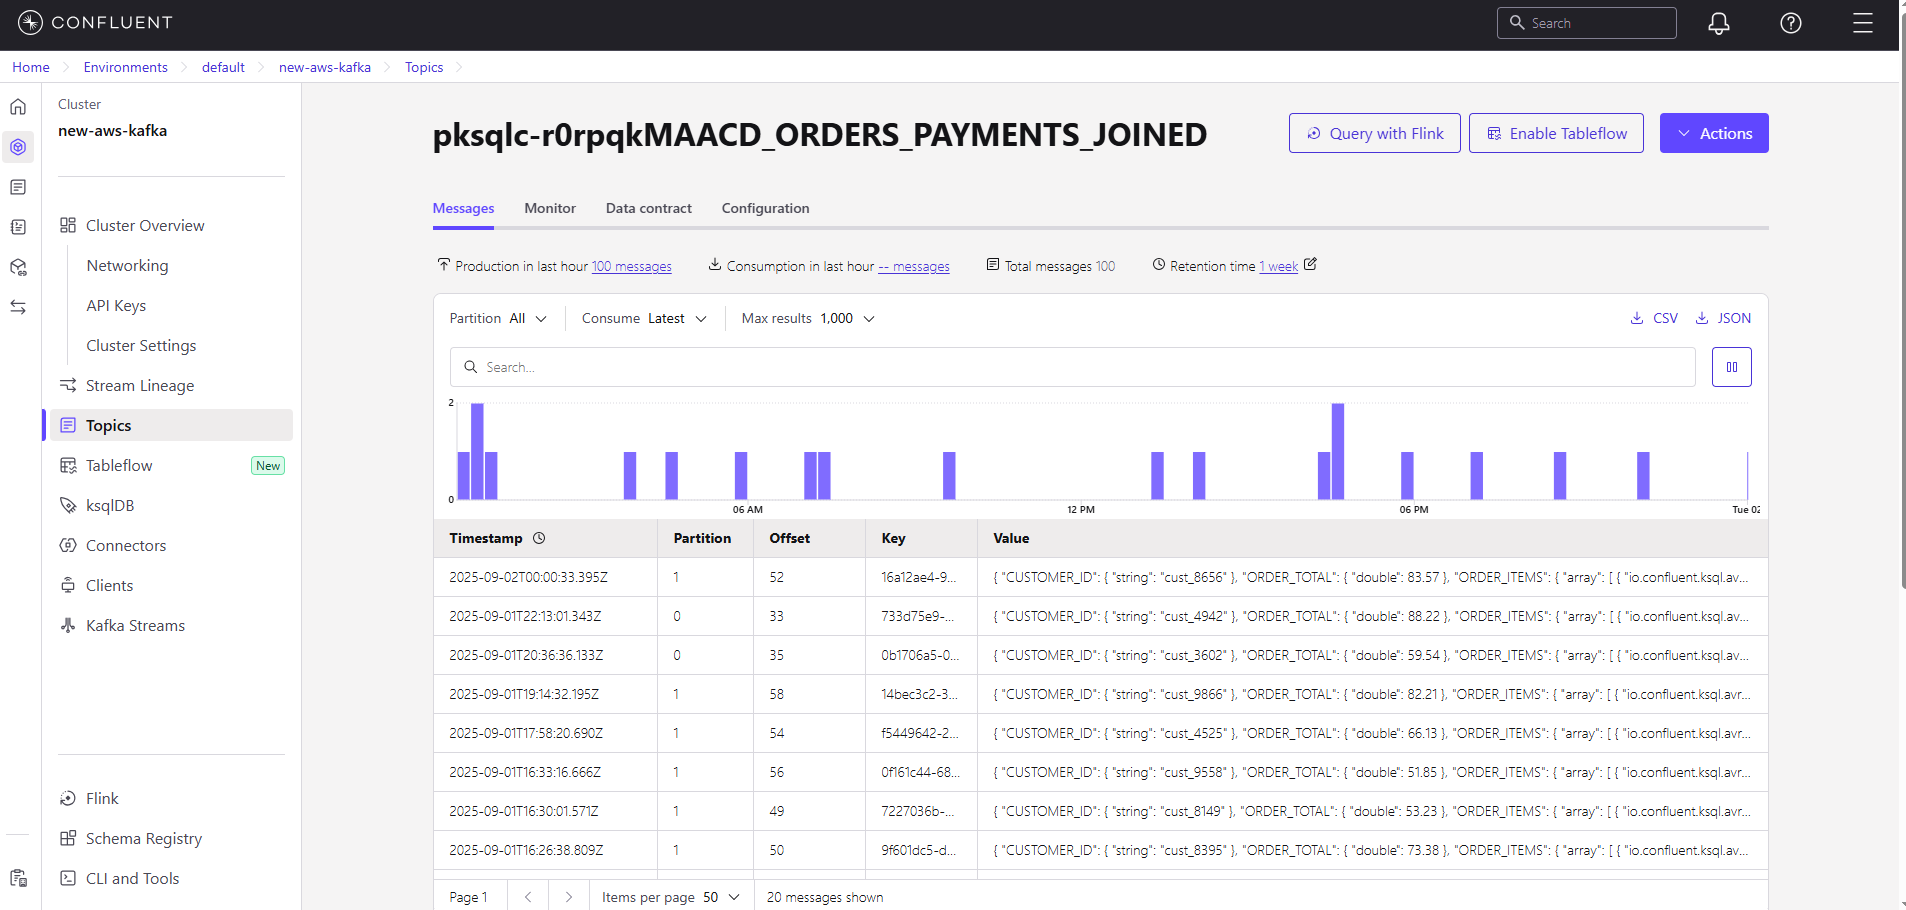 CONFLUENT
Search
Home
Environments
default
new-aws-kafka
Topics
Cluster
new-aws-kafka
Cluster Overview
Networking
API Keys
Cluster Settings
Stream Lineage
Topics
Tableflow New
ksqlDB
Connectors
Clients
Kafka Streams
Flink
Schema Registry
CLI and Tools
pksqlc-r0rpqkMAACD_ORDERS_PAYMENTS_JOINED
Query with Flink
Enable Tableflow
Actions
Messages Monitor Data contract Configuration
Production in last hour 100 messages Consumption in last hour -- messages Total messages 100 Retention time 1 week
Partition All Consume Latest Max results 1,000 CSV JSON
Search...
2
0
06 AM 12 PM 06 PM Tue 02
Timestamp Partition Offset Key Value
2025-09-02T00:00:33.395Z 1 52 16a12ae4-9... { "CUSTOMER_ID": { "string": "cust_8656" }, "ORDER_TOTAL": { "double": 83.57 }, "ORDER_ITEMS": { "array": [ { "io.confluent.ksql.av...
2025-09-01T22:13:01.343Z 0 33 733d75e9-... { "CUSTOMER_ID": { "string": "cust_4942" }, "ORDER_TOTAL": { "double": 88.22 }, "ORDER_ITEMS": { "array": [ { "io.confluent.ksql.av...
2025-09-01T20:36:36.133Z 0 35 0b1706a5-0... { "CUSTOMER_ID": { "string": "cust_3602" }, "ORDER_TOTAL": { "double": 59.54 }, "ORDER_ITEMS": { "array": [ { "io.confluent.ksql.av...
2025-09-01T19:14:32.195Z 1 58 14bec3c2-3... { "CUSTOMER_ID": { "string": "cust_9866" }, "ORDER_TOTAL": { "double": 82.21 }, "ORDER_ITEMS": { "array": [ { "io.confluent.ksql.avr...
2025-09-01T17:58:20.690Z 1 54 f5449642-2... { "CUSTOMER_ID": { "string": "cust_4525" }, "ORDER_TOTAL": { "double": 66.13 }, "ORDER_ITEMS": { "array": [ { "io.confluent.ksql.avr...
2025-09-01T16:33:16.666Z 1 56 0f161c44-68... { "CUSTOMER_ID": { "string": "cust_9558" }, "ORDER_TOTAL": { "double": 51.85 }, "ORDER_ITEMS": { "array": [ { "io.confluent.ksql.avr...
2025-09-01T16:30:01.571Z 1 49 7227036b-... { "CUSTOMER_ID": { "string": "cust_8149" }, "ORDER_TOTAL": { "double": 53.23 }, "ORDER_ITEMS": { "array": [ { "io.confluent.ksql.avr...
2025-09-01T16:26:38.809Z 1 50 9f601dc5-d... { "CUSTOMER_ID": { "string": "cust_8395" }, "ORDER_TOTAL": { "double": 73.38 }, "ORDER_ITEMS": { "array": [ { "io.confluent.ksql.av...
Page 1 Items per page 50 20 messages shown